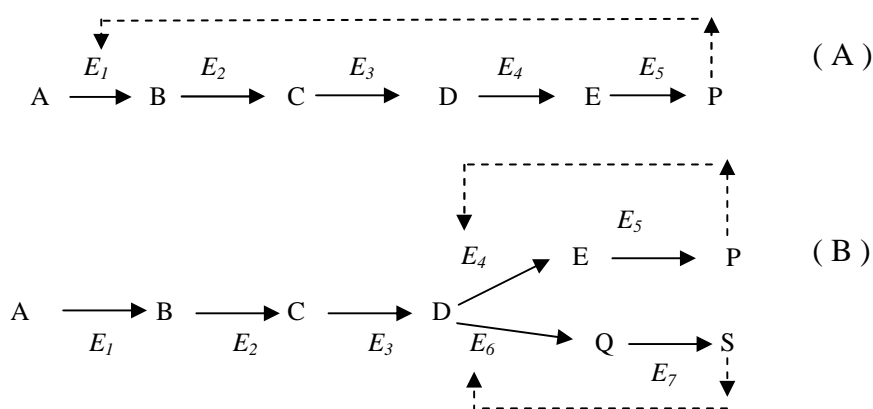 E1 E2 E3 E4 E5 ( A )
A B C D E P
E5
E4 E P ( B )
A B C D
E1 E2 E3 E6 Q S
E7